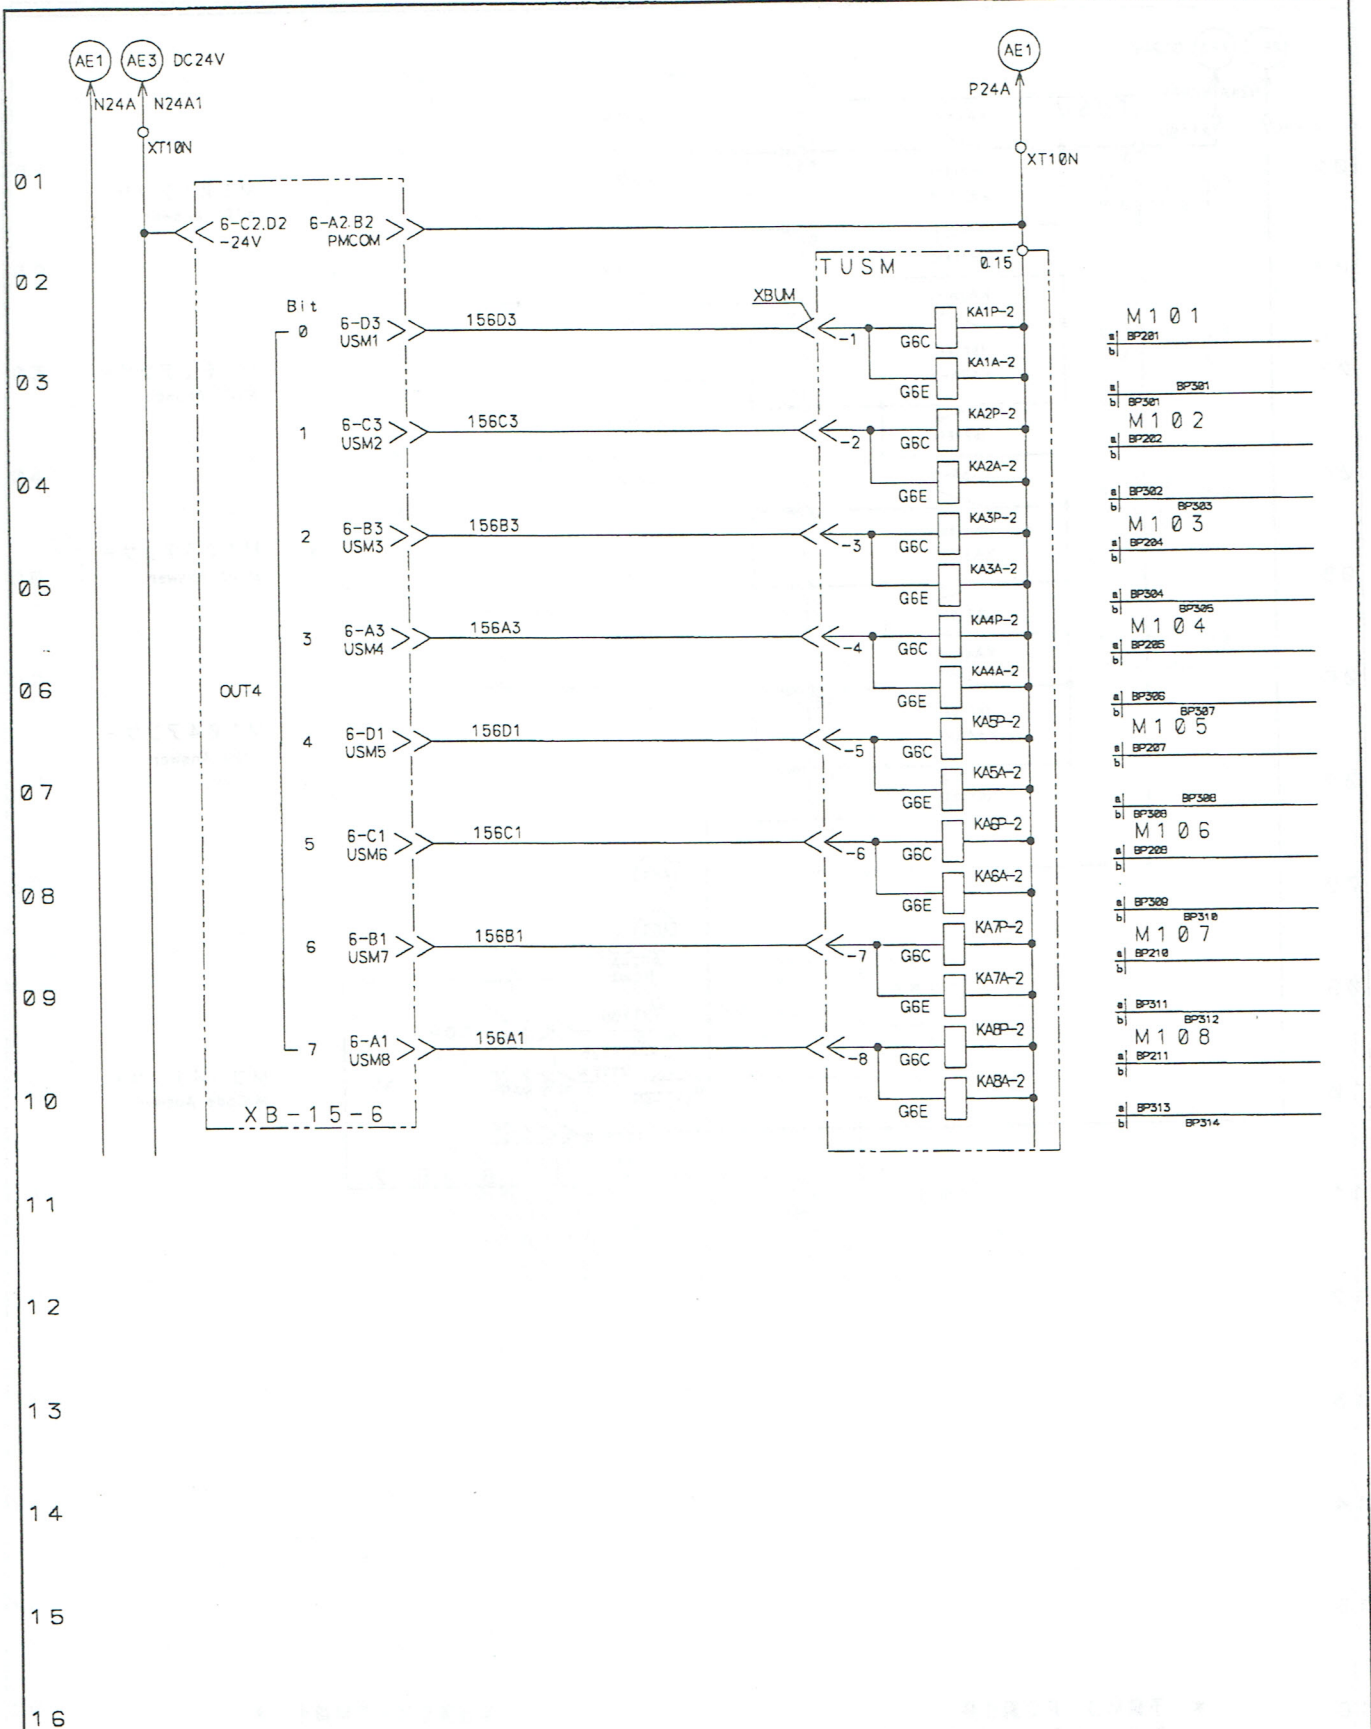 AE1 AE3 DC24V AE1
N24A N24A1 P24A
XT10N XT10N
01
6-C2.D2 6-A2.B2
-24V PMCOM
TUSM 0.15
02
Bit XBUM
0 6-D3 156D3 KA1P-2 M101
USM1 -1 G6C a BP201
b
03 KA1A-2
G6E a BP301
b BP301
1 6-C3 156C3 KA2P-2 M102
USM2 -2 G6C a BP202
b
04 KA2A-2
G6E a BP302
b BP303
2 6-B3 156B3 KA3P-2 M103
USM3 -3 G6C a BP204
b
05 KA3A-2
G6E a BP304
b BP305
3 6-A3 156A3 KA4P-2 M104
USM4 -4 G6C a BP205
b
06 OUT4 KA4A-2
G6E a BP306
b BP307
4 6-D1 156D1 KA5P-2 M105
USM5 -5 G6C a BP207
b
07 KA5A-2
G6E a BP308
b BP308
5 6-C1 156C1 KA6P-2 M106
USM6 -6 G6C a BP208
b
08 KA6A-2
G6E a BP309
b BP310
6 6-B1 156B1 KA7P-2 M107
USM7 -7 G6C a BP210
b
09 KA7A-2
G6E a BP311
b BP312
7 6-A1 156A1 KA8P-2 M108
USM8 -8 G6C a BP211
b
10 KA8A-2
XB-15-6 G6E a BP313
b BP314
11
12
13
14
15
16